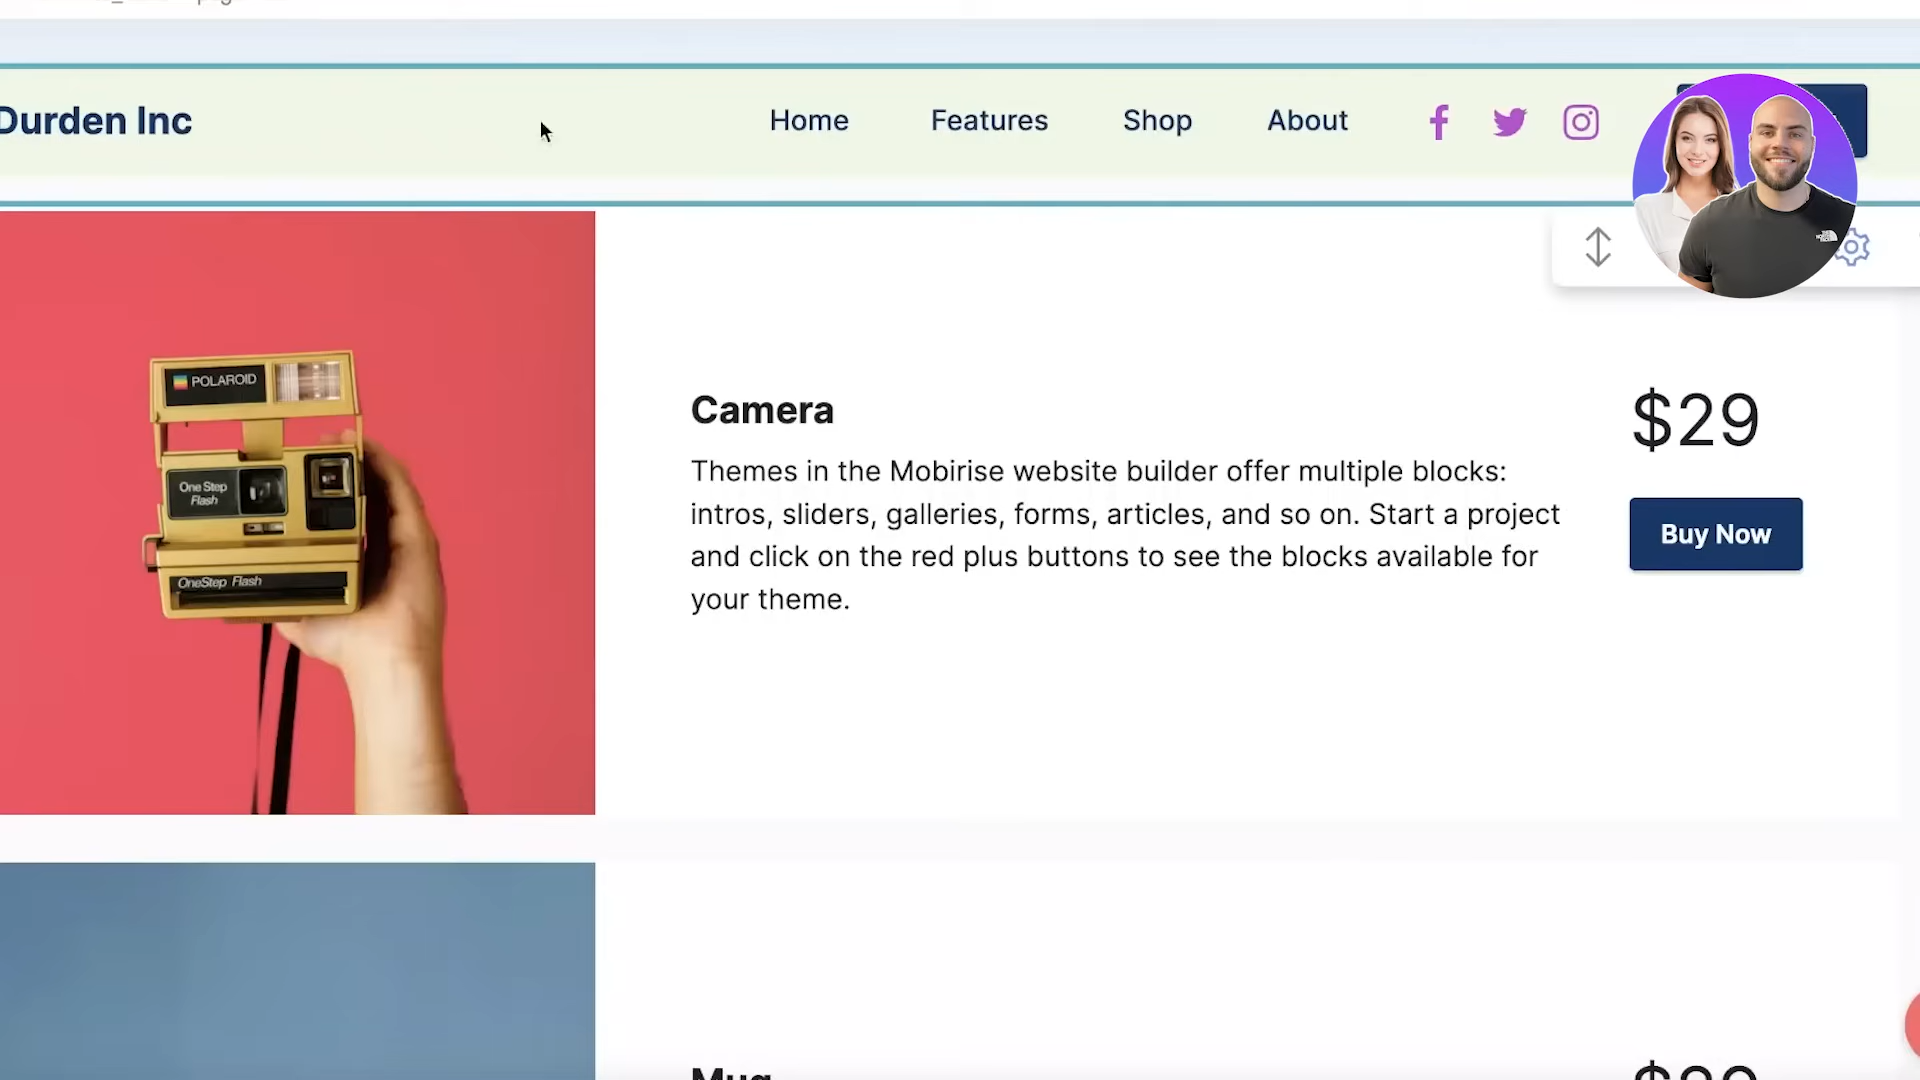 Durden Inc
Home
Features
Shop
About
POLAROID
One Step
Flash
OneStep Flash
Camera
Themes in the Mobirise website builder offer multiple blocks:
intros, sliders, galleries, forms, articles, and so on. Start a project
and click on the red plus buttons to see the blocks available for
your theme.
$29
Buy Now
Mug